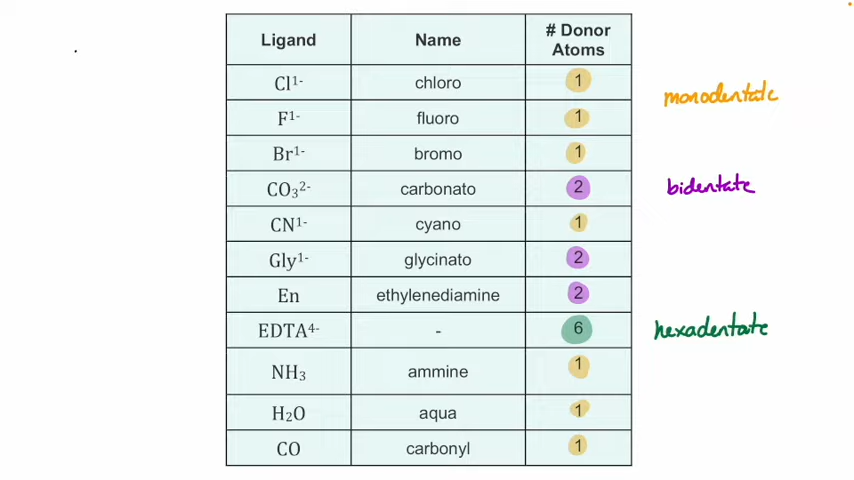 Ligand Name # Donor Atoms
Cl¹⁻ chloro 1
monodentate
F¹⁻ fluoro 1
Br¹⁻ bromo 1
CO₃²⁻ carbonato 2 bidentate
CN¹⁻ cyano 1
Gly¹⁻ glycinato 2
En ethylenediamine 2
EDTA⁴⁻ - 6 hexadentate
NH₃ ammine 1
H₂O aqua 1
CO carbonyl 1